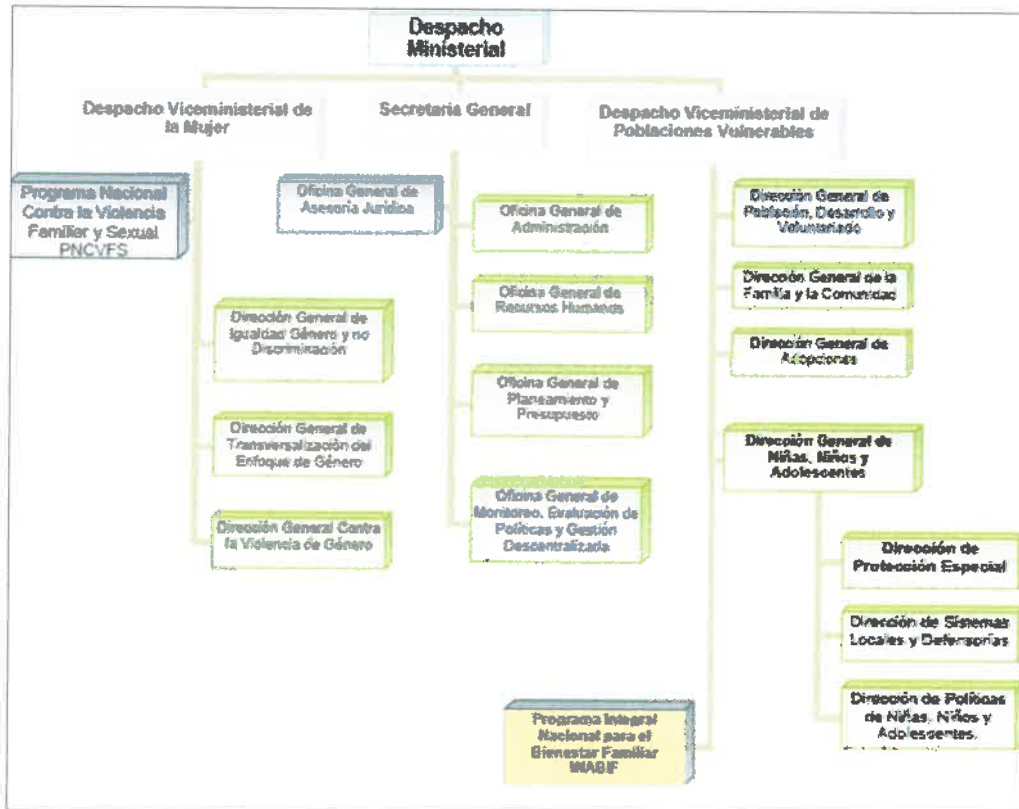 Despacho
Ministerial
Despacho Viceministerial de
la Mujer
Secretaria General
Despacho Viceministerial de
Poblaciones Vulnerables
Programa Nacional
Contra la Violencia
Familiar y Sexual
PNCVFS
Dirección General de
Igualdas Género y no
Discriminación
Dirección General de
Transversalización del
Enfoque de Género
Dirección General Contra
la Violencia de Género
Oficina General de
Asesoría Jurídica
Oficina General de
Administración
Oficina General de
Recursos Humanos
Oficina General de
Planeamiento y
Presupuesto
Oficina General de
Monitoreo, Evaluación de
Políticas y Gestión
Descentralizada
Dirección General de
Población, Desarrollo y
Voluntariado
Dirección General de la
Familia y la Comunidad
Dirección General de
Adopciones
Dirección General de
Niñas, Niños y
Adolescentes
Dirección de
Protección Especial
Dirección de Sistemas
Locales y Defensorías
Dirección de Políticas
de Niñas, Niños y
Adolescentes.
Programa Integral
Nacional para el
Bienestar Familiar
INABIF